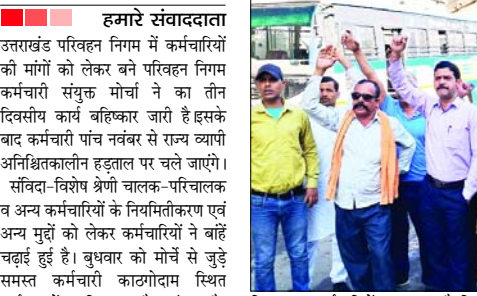 हमारे संवाददाता
उत्तराखंड परिवहन निगम में कर्मचारियों
की मांगों को लेकर बने परिवहन निगम
कर्मचारी संयुक्त मोर्चा ने का तीन
दिवसीय कार्य बहिष्कार जारी है।इसके
बाद कर्मचारी पांच नवंबर से राज्य व्यापी
अनिश्चितकालीन हड़ताल पर चले जाएंगे।
संविदा-विशेष श्रेणी चालक-परिचालक
व अन्य कर्मचारियों के नियमितीकरण एवं
अन्य मुद्दों को लेकर कर्मचारियों ने बांहें
चढ़ाई हुई है। बुधवार को मोर्चे से जुड़े
समस्त कर्मचारी काठगोदाम स्थित